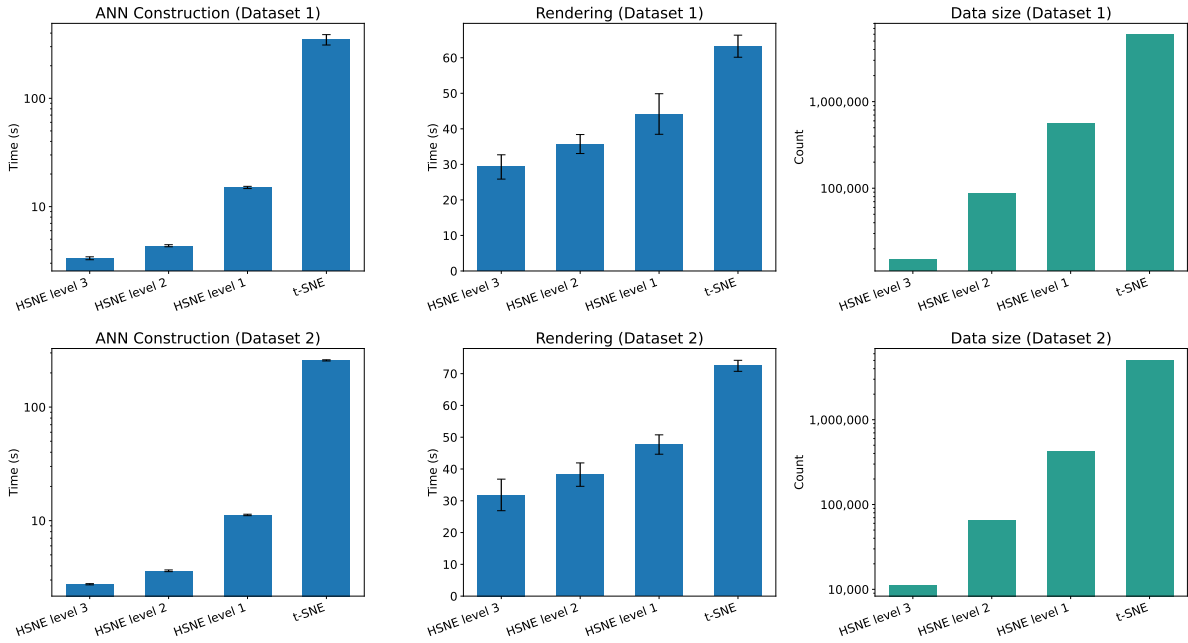 ANN Construction (Dataset 1)
Time (s)
100
10
HSNE level 3
HSNE level 2
HSNE level 1
t-SNE
Rendering (Dataset 1)
Time (s)
60
50
40
30
20
10
0
HSNE level 3
HSNE level 2
HSNE level 1
t-SNE
Data size (Dataset 1)
Count
1,000,000
100,000
HSNE level 3
HSNE level 2
HSNE level 1
t-SNE
ANN Construction (Dataset 2)
Time (s)
100
10
HSNE level 3
HSNE level 2
HSNE level 1
t-SNE
Rendering (Dataset 2)
Time (s)
70
60
50
40
30
20
10
0
HSNE level 3
HSNE level 2
HSNE level 1
t-SNE
Data size (Dataset 2)
Count
1,000,000
100,000
10,000
HSNE level 3
HSNE level 2
HSNE level 1
t-SNE